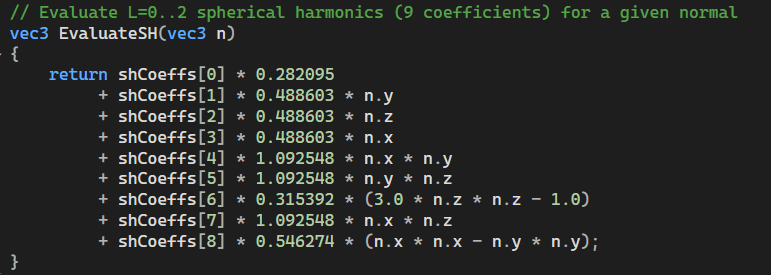 // Evaluate L=0..2 spherical harmonics (9 coefficients) for a given normal
vec3 EvaluateSH(vec3 n)
{
    return shCoeffs[0] * 0.282095
         + shCoeffs[1] * 0.488603 * n.y
         + shCoeffs[2] * 0.488603 * n.z
         + shCoeffs[3] * 0.488603 * n.x
         + shCoeffs[4] * 1.092548 * n.x * n.y
         + shCoeffs[5] * 1.092548 * n.y * n.z
         + shCoeffs[6] * 0.315392 * (3.0 * n.z * n.z - 1.0)
         + shCoeffs[7] * 1.092548 * n.x * n.z
         + shCoeffs[8] * 0.546274 * (n.x * n.x - n.y * n.y);
}